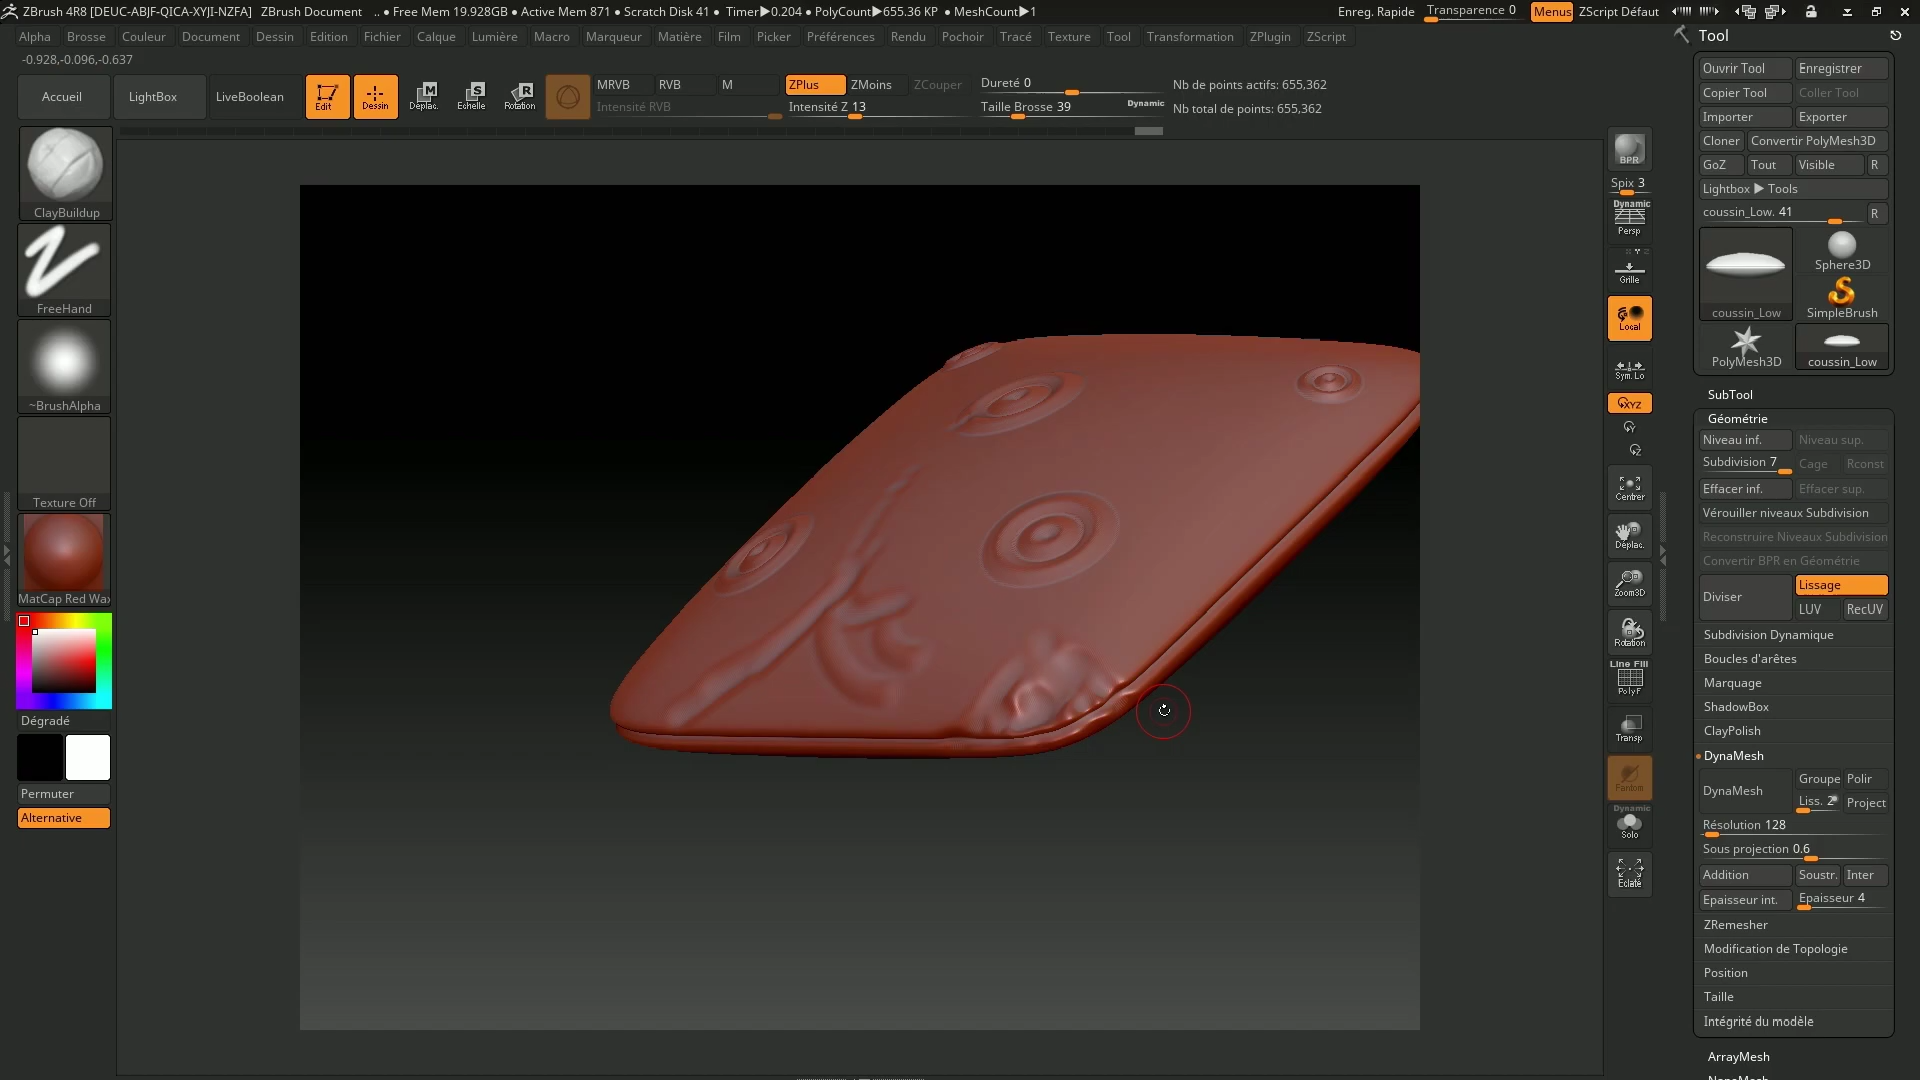 ZBrush 4R8 [DEUC-ABJF-QICA-XYJI-NZFA] ZBrush Document .. • Free Mem 19.928GB • Active Mem 871 • Scratch Disk 41 • Timer▶0.204 • PolyCount▶655.36 KP • MeshCount▶1 Enreg. Rapide Transparence 0 Menus ZScript Défaut
Alpha Brosse Couleur Document Dessin Edition Fichier Calque Lumière Macro Marqueur Matière Film Picker Préférences Rendu Pochoir Tracé Texture Tool Transformation ZPlugin ZScript
-0.928,-0.096,-0.637
Accueil LightBox LiveBoolean Edit Dessin Déplac. Echelle Rotation
MRVB RVB M ZPlus ZMoins ZCouper Dureté 0 Nb de points actifs: 655,362
Intensité RVB Intensité Z 13 Taille Brosse 39 Dynamic Nb total de points: 655,362
ClayBuildup
FreeHand
~BrushAlpha
Texture Off
MatCap Red Wax
Dégradé
Permuter
Alternative
BPR
Spix 3
Dynamic
Persp
Grille
Local
Sym. Lo
XYZ
Y
Z
Centrer
Déplac.
Zoom3D
Rotation
Line Fill
PolyF
Transp
Fantom
Dynamic
Solo
Eclaté
Tool
Ouvrir Tool Enregistrer
Copier Tool Coller Tool
Importer Exporter
Cloner Convertir PolyMesh3D
GoZ Tout Visible R
Lightbox ▶ Tools
coussin_Low. 41 R
Sphere3D
coussin_Low SimpleBrush
PolyMesh3D coussin_Low
SubTool
Géométrie
Niveau inf. Niveau sup.
Subdivision 7 Cage Rconst
Effacer inf. Effacer sup.
Vérouiller niveaux Subdivision
Reconstruire Niveaux Subdivision
Convertir BPR en Géométrie
Diviser Lissage
LUV RecUV
Subdivision Dynamique
Boucles d'arêtes
Marquage
ShadowBox
ClayPolish
DynaMesh
DynaMesh Groupe Polir
Liss. 2 Project
Résolution 128
Sous projection 0.6
Addition Soustr. Inter
Epaisseur int. Epaisseur 4
ZRemesher
Modification de Topologie
Position
Taille
Intégrité du modèle
ArrayMesh
NanoMesh